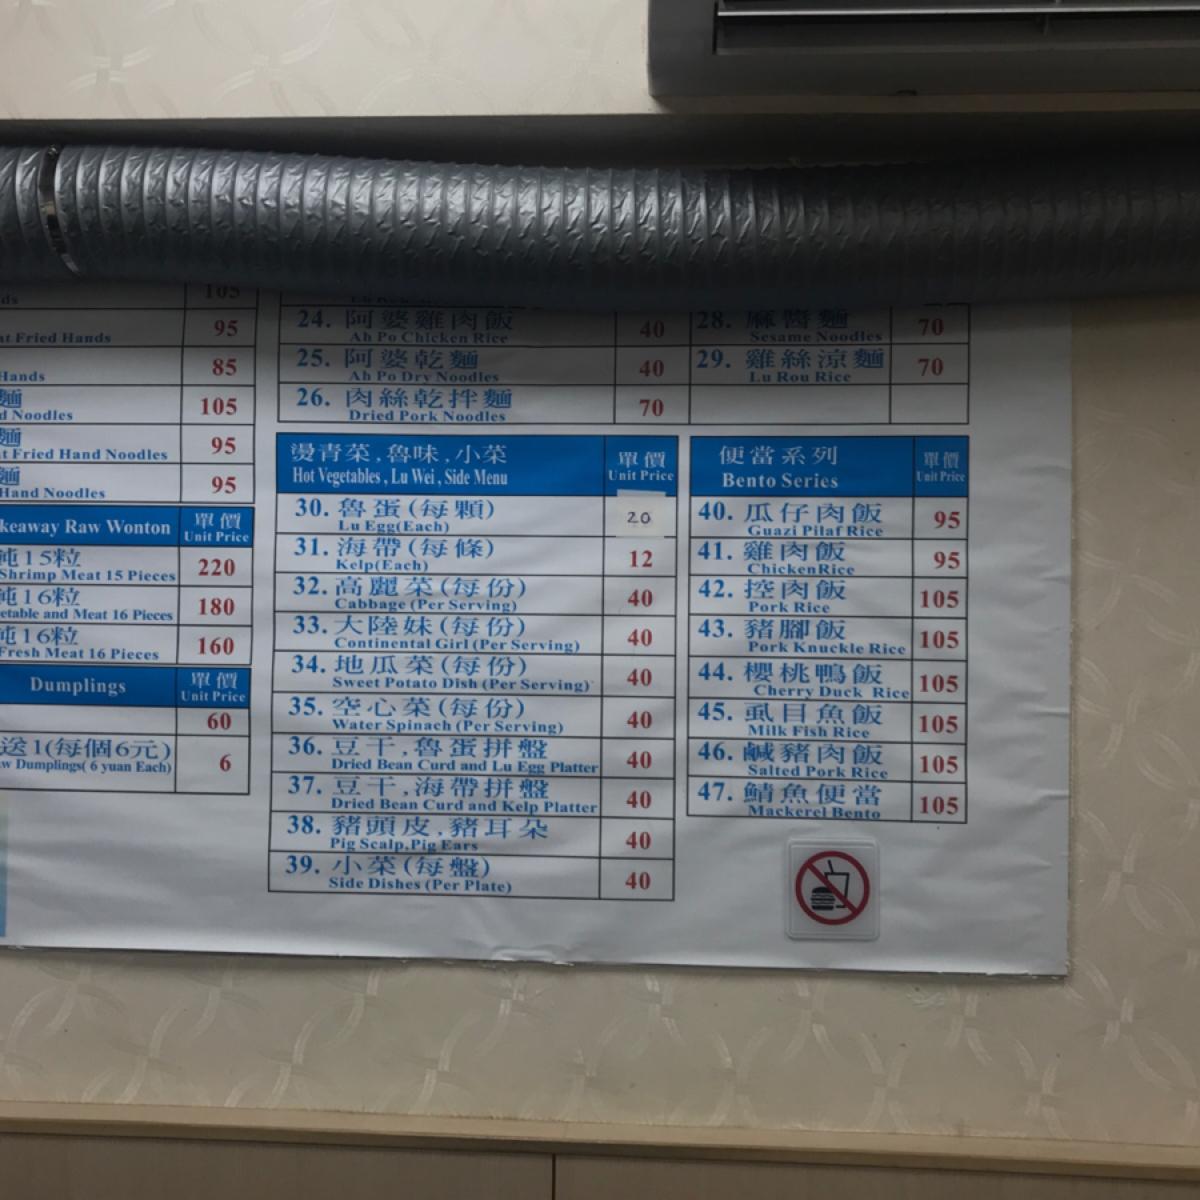 105
ds
95
at Fried Hands
85
Hands
麵 105
d Noodles
麵 95
at Fried Hand Noodles
麵 95
Hand Noodles
keaway Raw Wonton 單價
Unit Price
15粒 220
Shrimp Meat 15 Pieces
16粒 180
etable and Meat 16 Pieces
16粒 160
Fresh Meat 16 Pieces
Dumplings 單價
Unit Price
60
送1(每個6元) 6
w Dumplings( 6 yuan Each)
24. 阿婆雞肉飯 40
Ah Po Chicken Rice
25. 阿婆乾麵 40
Ah Po Dry Noodles
26. 肉絲乾拌麵 70
Dried Pork Noodles
28. 麻醬麵 70
Sesame Noodles
29. 雞絲涼麵 70
Lu Rou Rice
燙青菜,魯味,小菜 單價
Hot Vegetables , Lu Wei , Side Menu Unit Price
30. 魯蛋(每顆) 20
Lu Egg(Each)
31. 海帶(每條) 12
Kelp(Each)
32. 高麗菜(每份) 40
Cabbage (Per Serving)
33. 大陸妹(每份) 40
Continental Girl (Per Serving)
34. 地瓜菜(每份) 40
Sweet Potato Dish (Per Serving)
35. 空心菜(每份) 40
Water Spinach (Per Serving)
36. 豆干,魯蛋拼盤 40
Dried Bean Curd and Lu Egg Platter
37. 豆干,海帶拼盤 40
Dried Bean Curd and Kelp Platter
38. 豬頭皮,豬耳朵 40
Pig Scalp,Pig Ears
39. 小菜(每盤) 40
Side Dishes (Per Plate)
便當系列 單價
Bento Series Unit Price
40. 瓜仔肉飯 95
Guazi Pilaf Rice
41. 雞肉飯 95
ChickenRice
42. 控肉飯 105
Pork Rice
43. 豬腳飯 105
Pork Knuckle Rice
44. 櫻桃鴨飯 105
Cherry Duck Rice
45. 虱目魚飯 105
Milk Fish Rice
46. 鹹豬肉飯 105
Salted Pork Rice
47. 鯖魚便當 105
Mackerel Bento